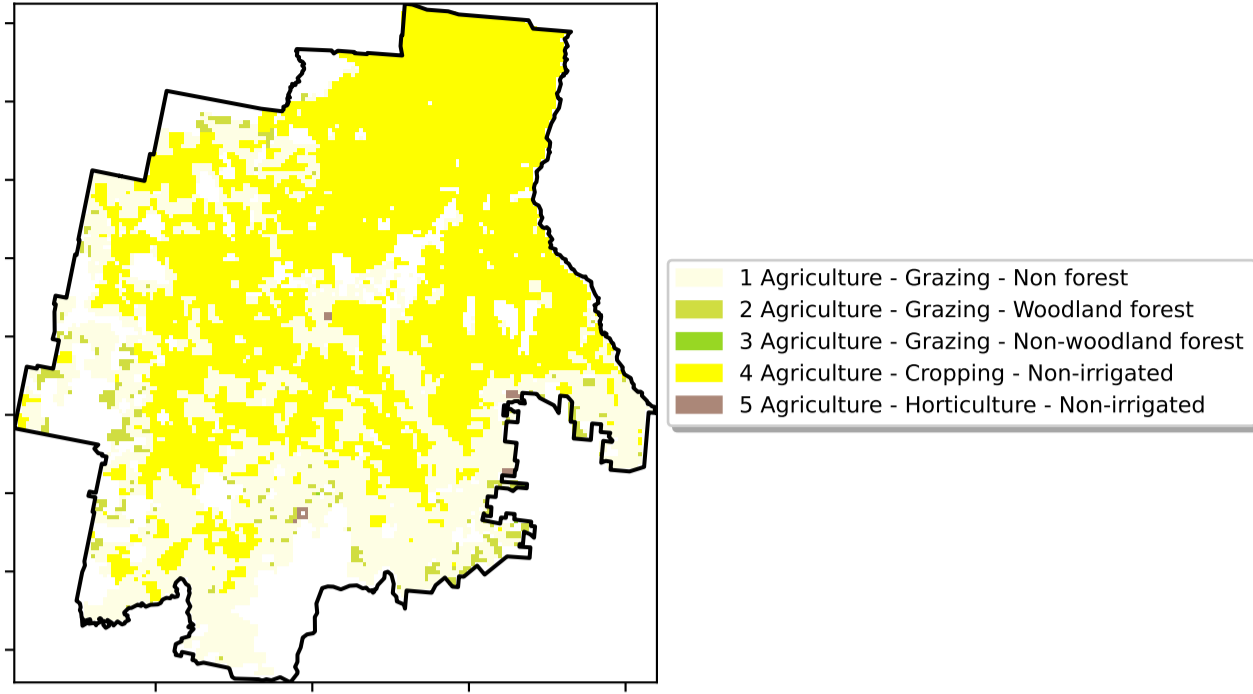 1 Agriculture - Grazing - Non forest
2 Agriculture - Grazing - Woodland forest
3 Agriculture - Grazing - Non-woodland forest
4 Agriculture - Cropping - Non-irrigated
5 Agriculture - Horticulture - Non-irrigated